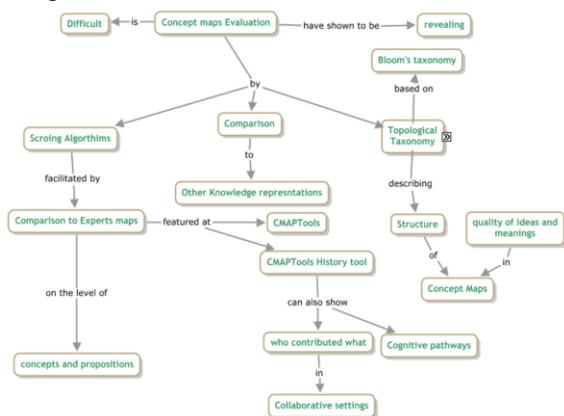 Difficult
is
Concept maps Evaluation
have shown to be
revealing
Bloom's taxonomy
based on
by
Scroing Algorthims
Comparison
Topological
Taxonomy
facilitated by
to
describing
Other Knowledge represntations
Comparison to Experts maps
featured at
CMAPTools
Structure
quality of ideas and
meanings
of
in
CMAPTools History tool
Concept Maps
on the level of
can also show
who contributed what
Cognitive pathways
concepts and propositions
in
Collaborative settings